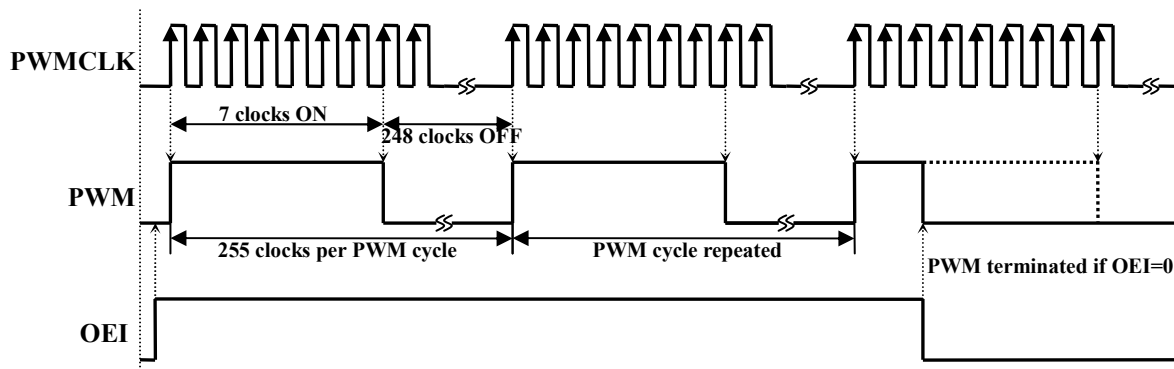 PWMCLK
7 clocks ON
248 clocks OFF
PWM
255 clocks per PWM cycle
PWM cycle repeated
PWM terminated if OEI=0
OEI